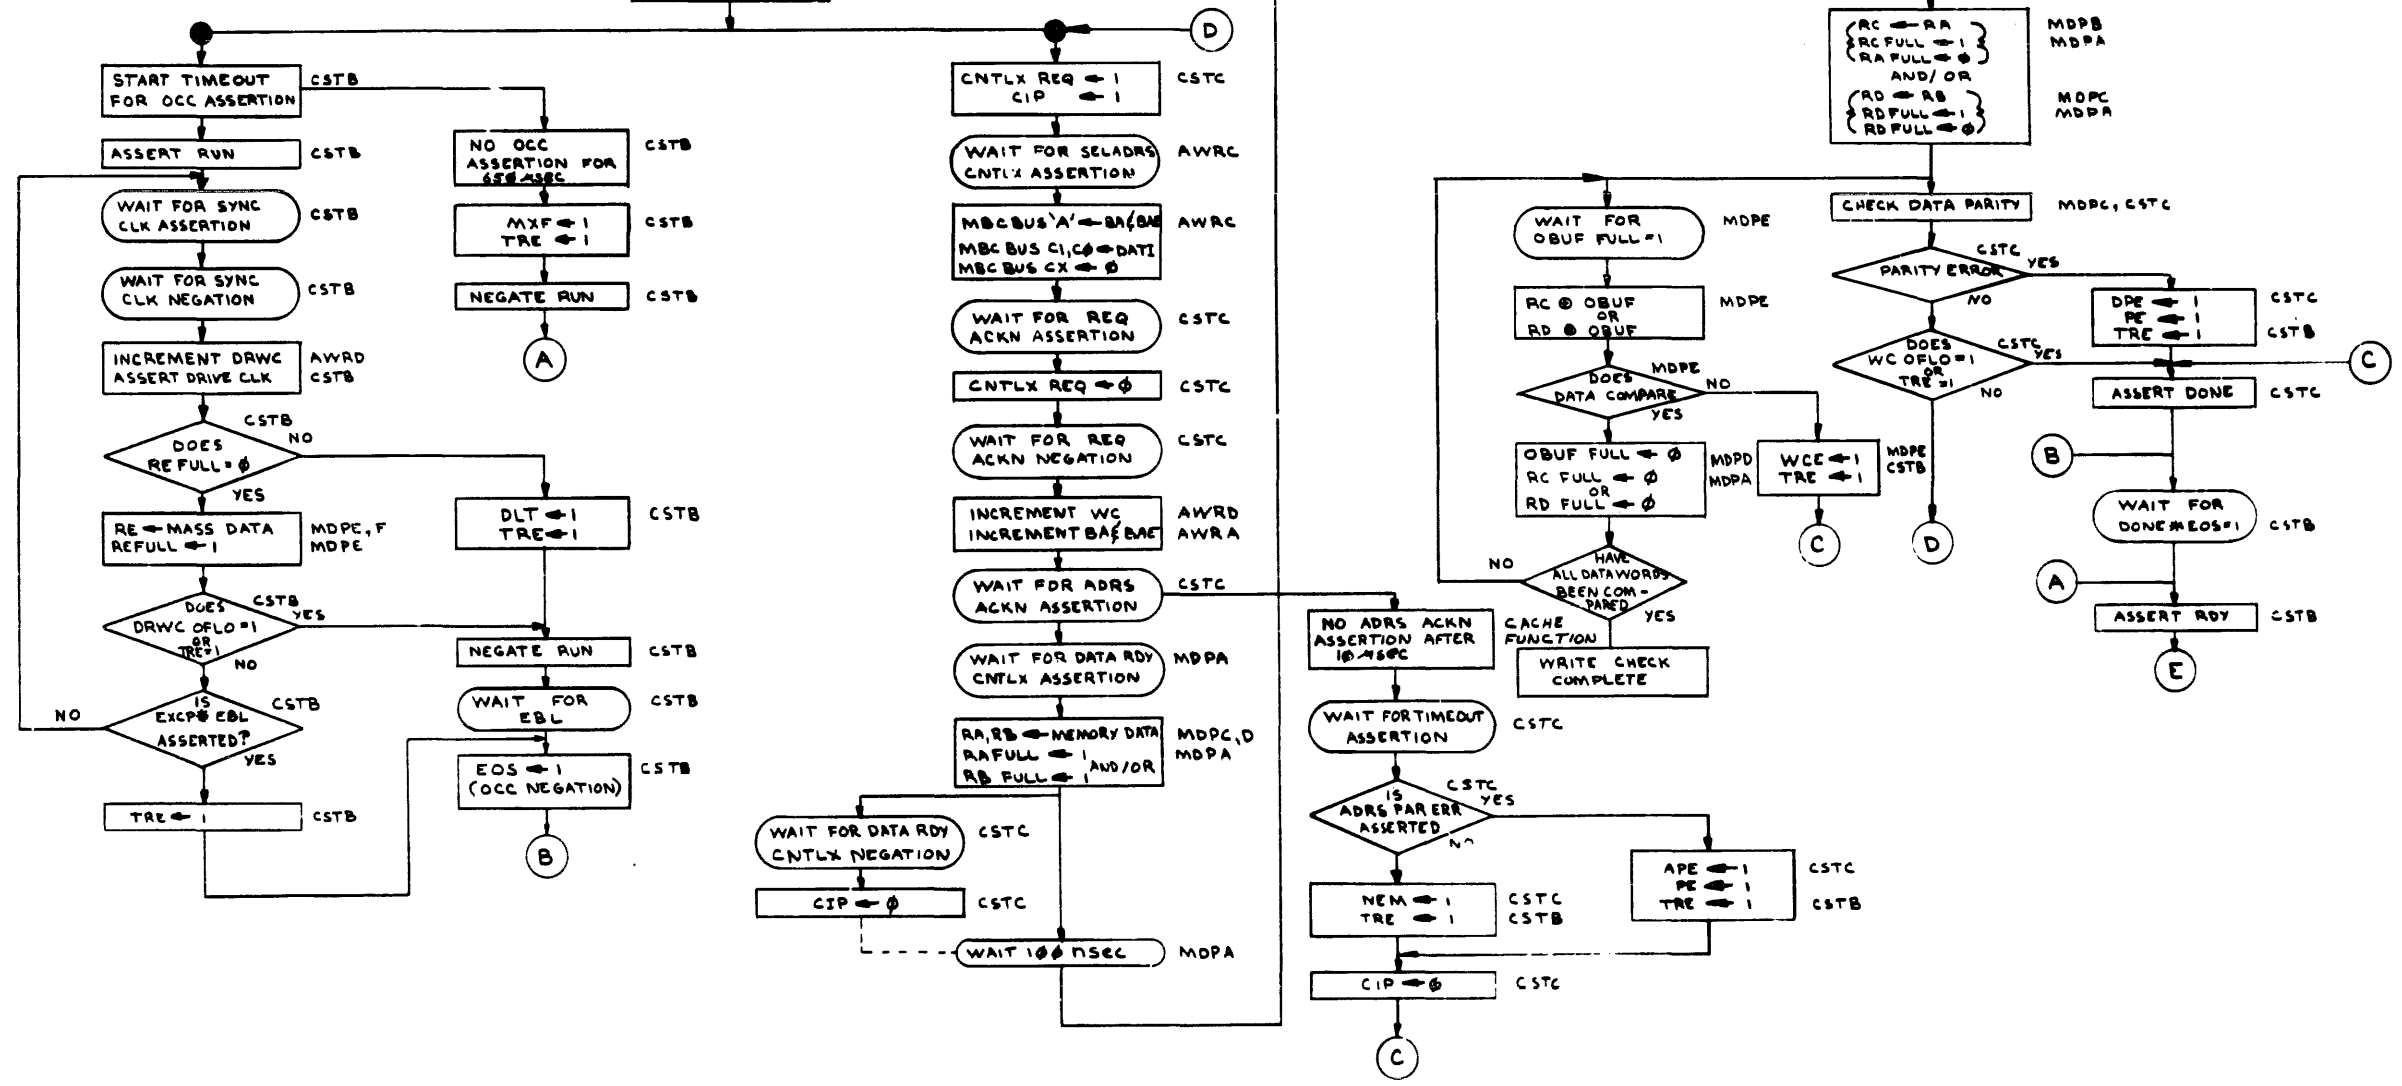 D
START TIMEOUT
FOR OCC ASSERTION
CSTB
ASSERT RUN
CSTB
WAIT FOR SYNC
CLK ASSERTION
CSTB
WAIT FOR SYNC
CLK NEGATION
CSTB
INCREMENT DRWC
ASSERT DRIVE CLK
AWRD
CSTB
CSTB
DOES
RE FULL = Ø
NO
YES
RE ← MASS DATA
REFULL ← 1
MDPE, F
MDPE
DOES
DRWC OFLO = 1
OR
TRE=1
CSTB
YES
NO
IS
EXCP * EBL
ASSERTED?
CSTB
NO
YES
TRE ← 1
CSTB
NO OCC
ASSERTION FOR
650 µSEC
CSTB
MXF ← 1
TRE ← 1
CSTB
NEGATE RUN
CSTB
A
DLT ← 1
TRE ← 1
CSTB
NEGATE RUN
CSTB
WAIT FOR
EBL
CSTB
EOS ← 1
(OCC NEGATION)
CSTB
B
CNTLX REQ ← 1
CIP ← 1
CSTC
WAIT FOR SELADRS
CNTLX ASSERTION
AWRC
MBC BUS 'A' ← BA & BAE
MBC BUS C1, CØ ← DATI
MBC BUS CX ← Ø
AWRC
WAIT FOR REQ
ACKN ASSERTION
CSTC
CNTLX REQ ← Ø
CSTC
WAIT FOR REQ
ACKN NEGATION
CSTC
INCREMENT WC
INCREMENT BA & BAE
AWRD
AWRA
WAIT FOR ADRS
ACKN ASSERTION
CSTC
WAIT FOR DATA RDY
CNTLX ASSERTION
MDPA
RA, RB ← MEMORY DATA
RA FULL ← 1
AND/OR
RB FULL ← 1
MDPC, D
MDPA
WAIT FOR DATA RDY
CNTLX NEGATION
CSTC
CIP ← Ø
CSTC
WAIT 1ØØ nsec
MDPA
NO ADRS ACKN
ASSERTION AFTER
1Ø µSEC
CACHE
FUNCTION
WAIT FOR TIMEOUT
ASSERTION
CSTC
IS
ADRS PAR ERR
ASSERTED
CSTC
YES
NO
NEM ← 1
TRE ← 1
CSTC
CSTB
APE ← 1
PE ← 1
TRE ← 1
CSTC
CSTB
CIP ← Ø
CSTC
C
WAIT FOR
OBUF FULL = 1
MDPE
RC ⊕ OBUF
OR
RD ⊕ OBUF
MDPE
DOES
DATA COMPARE
MDPE
NO
YES
OBUF FULL ← Ø
RC FULL ← Ø
OR
RD FULL ← Ø
MDPD
MDPA
WCE ← 1
TRE ← 1
MDPE
CSTB
C
HAVE
ALL DATA WORDS
BEEN COM-
PARED
NO
YES
WRITE CHECK
COMPLETE
RC ← RA
RC FULL ← 1
RA FULL ← Ø
AND/OR
RD ← RB
RD FULL ← 1
RD FULL ← Ø
MDPB
MDPA
MDPC
MDPA
CHECK DATA PARITY
MDPC, CSTC
PARITY ERROR
CSTC
YES
NO
DPE ← 1
PE ← 1
TRE ← 1
CSTC
CSTB
DOES
WC OFLO = 1
OR
TRE = 1
CSTC
YES
NO
C
D
ASSERT DONE
CSTC
B
WAIT FOR
DONE * EOS = 1
CSTB
A
ASSERT RDY
CSTB
E